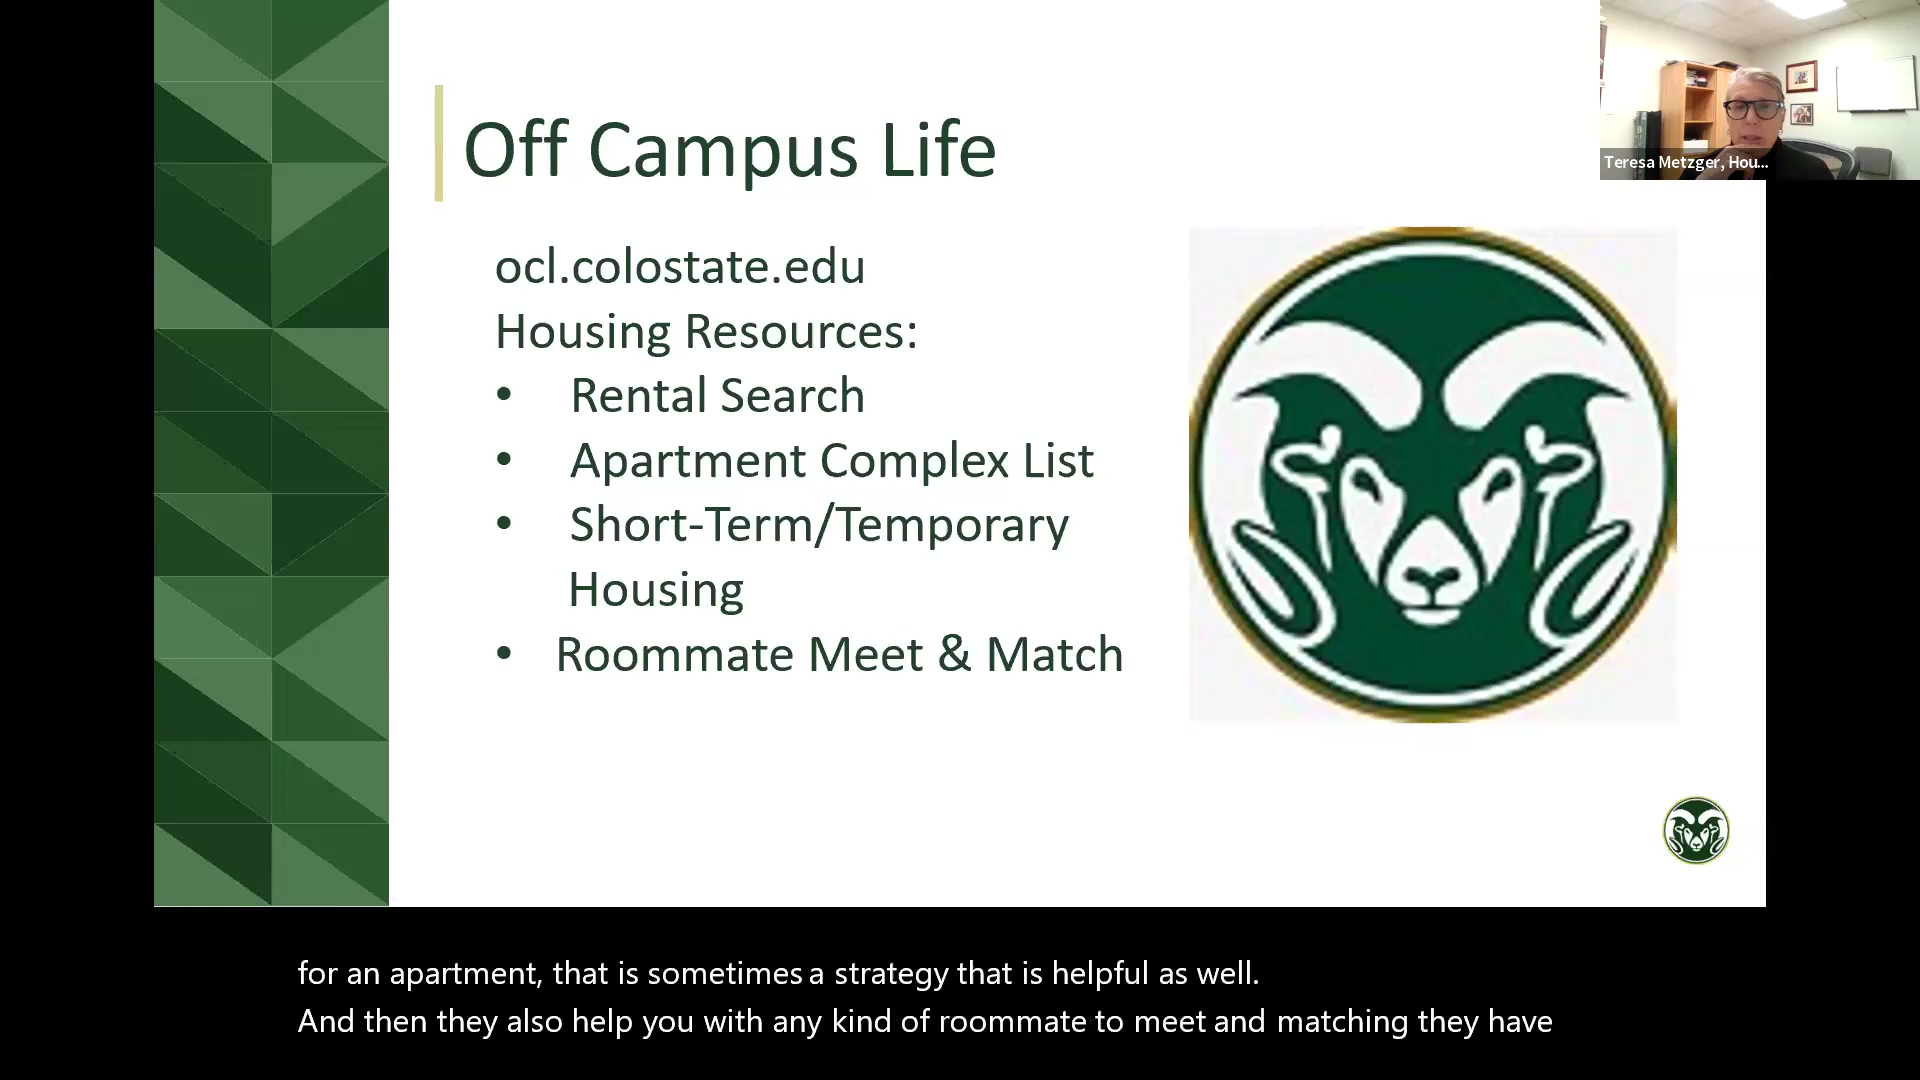 Off Campus Life
Teresa Metzger, Hou...
ocl.colostate.edu
Housing Resources:
• Rental Search
• Apartment Complex List
• Short-Term/Temporary
Housing
• Roommate Meet & Match
for an apartment, that is sometimes a strategy that is helpful as well.
And then they also help you with any kind of roommate to meet and matching they have